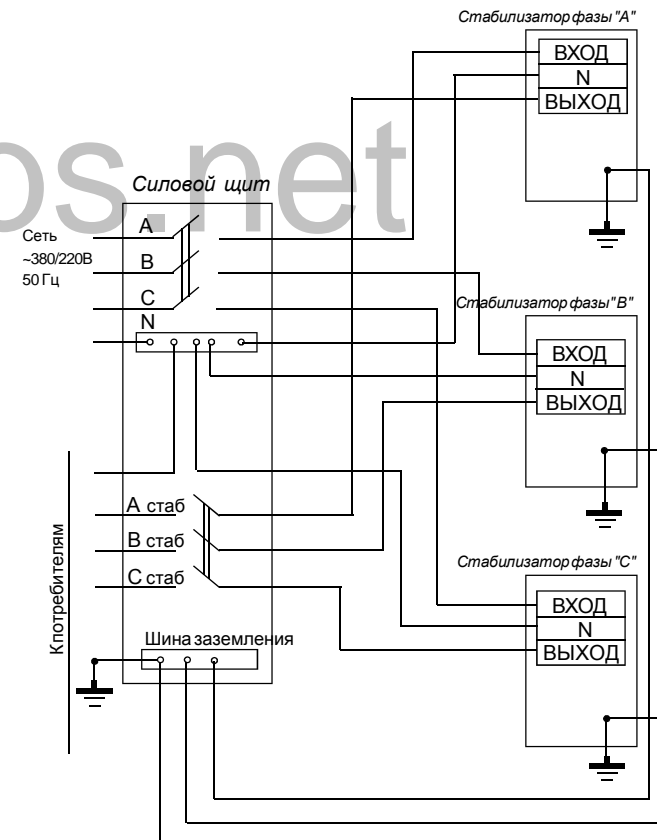 Стабилизатор фазы "А"
ВХОД
N
ВЫХОД
os.net
Силовой щит
Сеть
~380/220В
50 Гц
A
B
C
N
Стабилизатор фазы "В"
ВХОД
N
ВЫХОД
А стаб
В стаб
С стаб
К потребителям
Стабилизатор фазы "С"
ВХОД
N
ВЫХОД
Шина заземления